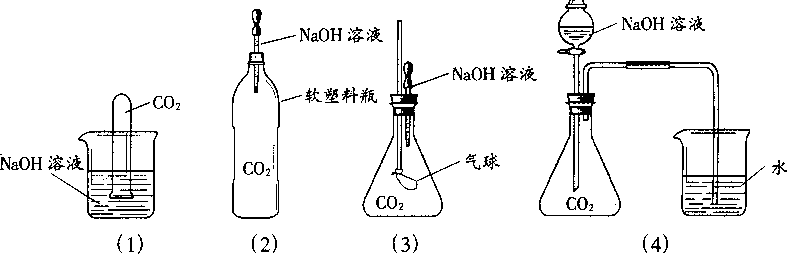 CO₂
NaOH 溶液
(1)
NaOH 溶液
软塑料瓶
CO₂
(2)
NaOH 溶液
气球
CO₂
(3)
NaOH 溶液
CO₂
水
(4)